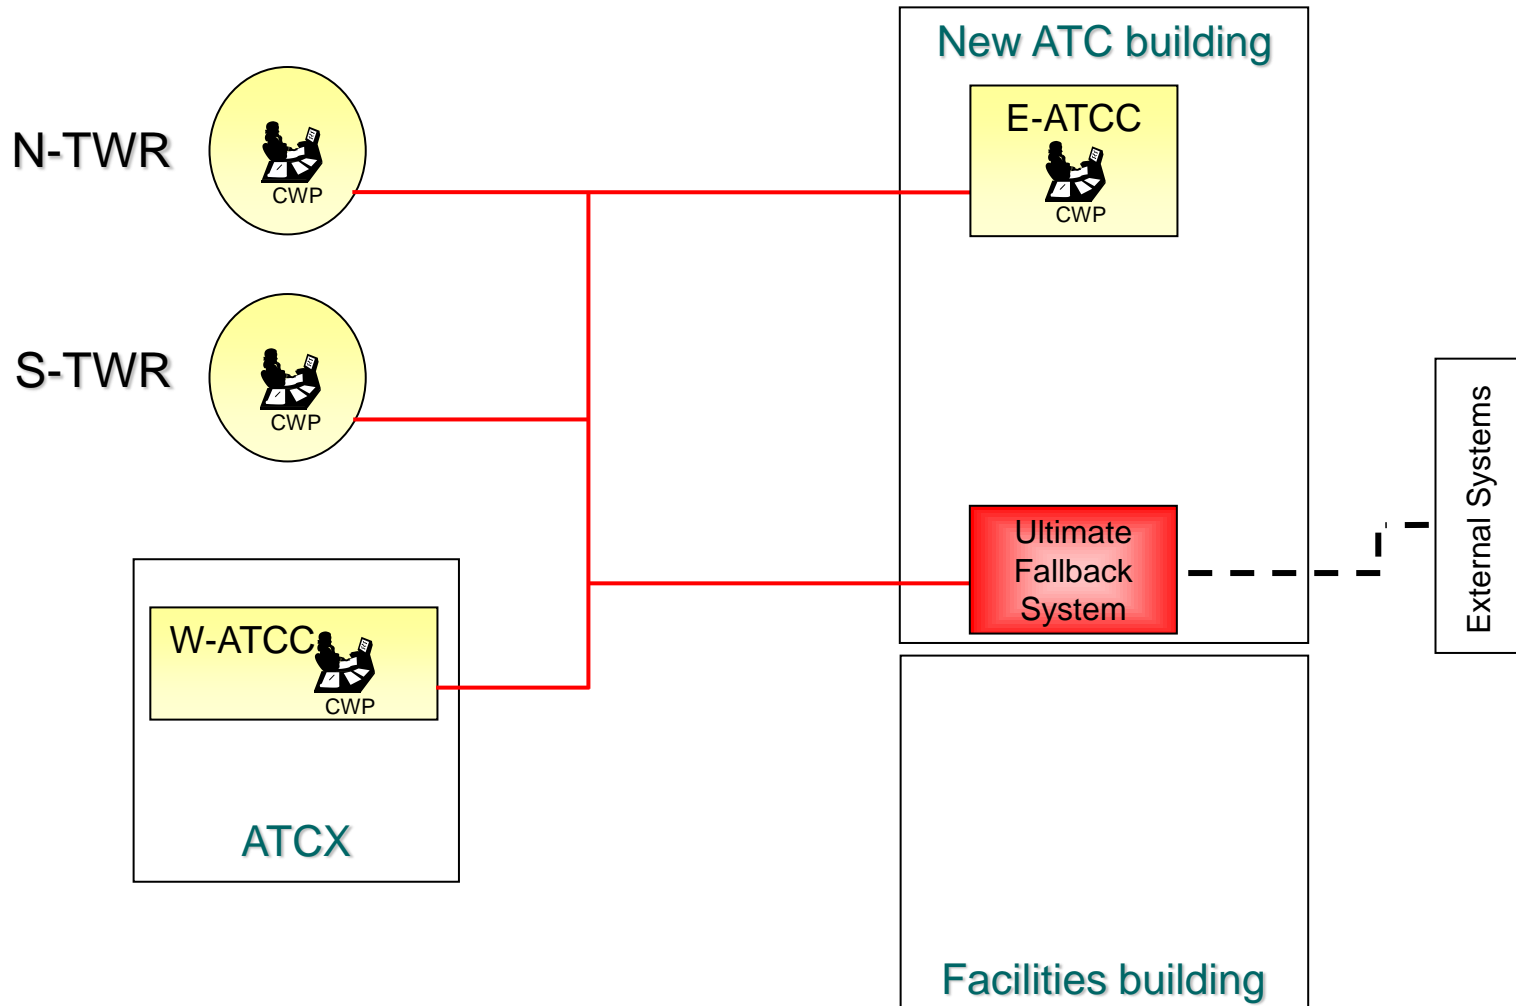 New ATC building
N-TWR
CWP
E-ATCC
CWP
S-TWR
CWP
External Systems
Ultimate
Fallback
System
W-ATCC
CWP
ATCX
Facilities building